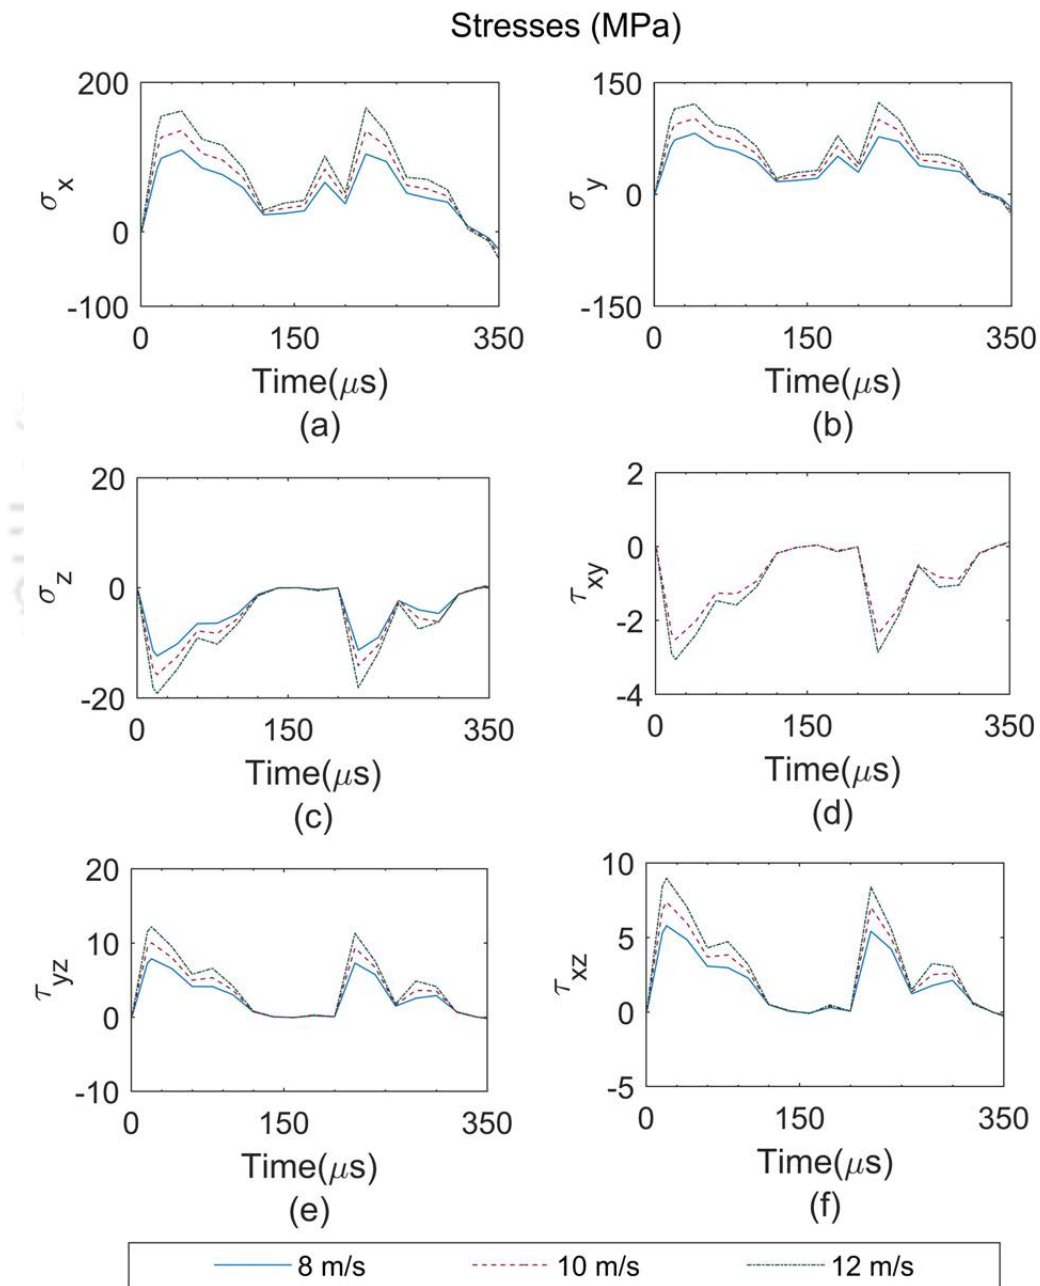 Stresses (MPa)
200
0
-100
σx
0 150 350
Time(μs)
(a)
150
0
-150
σy
0 150 350
Time(μs)
(b)
20
0
-20
σz
0 150 350
Time(μs)
(c)
2
0
-2
-4
τxy
0 150 350
Time(μs)
(d)
20
10
0
-10
τyz
0 150 350
Time(μs)
(e)
10
5
0
-5
τxz
0 150 350
Time(μs)
(f)
8 m/s 10 m/s 12 m/s